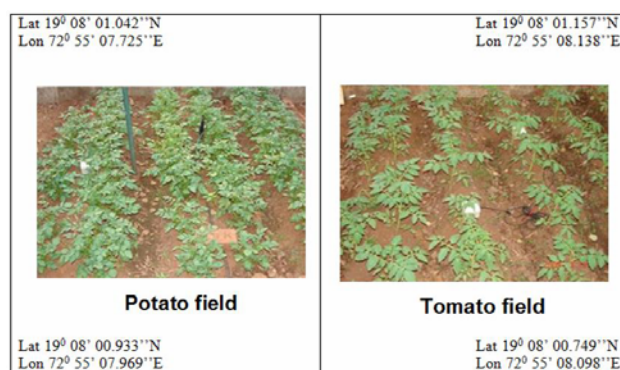 Lat 19⁰ 08' 01.042''N
Lon 72⁰ 55' 07.725''E
Lat 19⁰ 08' 01.157''N
Lon 72⁰ 55' 08.138''E
Potato field
Tomato field
Lat 19⁰ 08' 00.933''N
Lon 72⁰ 55' 07.969''E
Lat 19⁰ 08' 00.749''N
Lon 72⁰ 55' 08.098''E